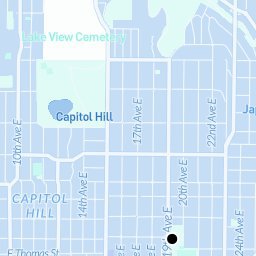 Lake View Cemetery
Capitol Hill
Jap
10th Ave E
17th Ave E
22nd Ave E
14th Ave E
20th Ave E
CAPITOL
HILL
19th Ave E
24th Ave E
E Thomas St